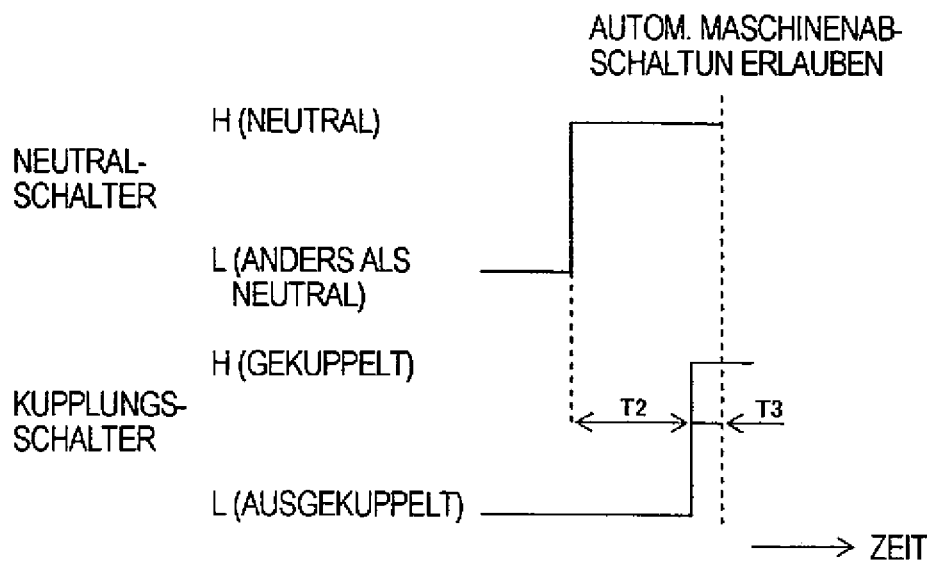 AUTOM. MASCHINENAB-
SCHALTUN ERLAUBEN
H (NEUTRAL)
NEUTRAL-
SCHALTER
L (ANDERS ALS
NEUTRAL)
H (GEKUPPELT)
KUPPLUNGS-
SCHALTER
T2
T3
L (AUSGEKUPPELT)
ZEIT